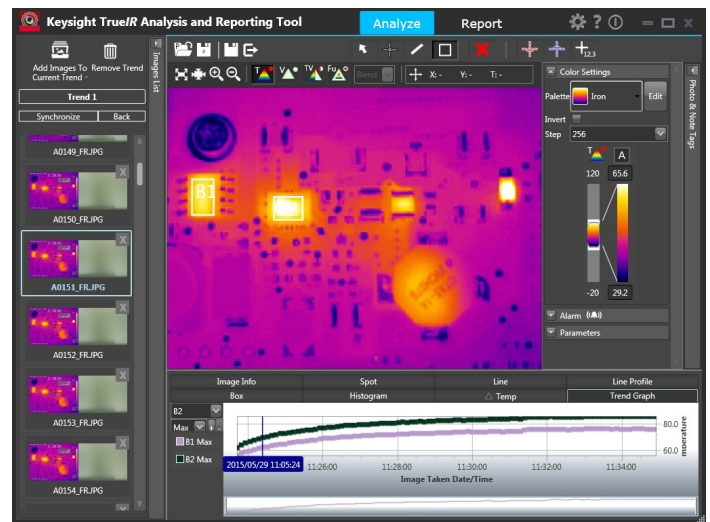 Keysight TrueIR Analysis and Reporting Tool
Analyze
Report
Add Images To Remove Trend
Current Trend
Images List
Trend 1
Synchronize
Back
A0149_FR.JPG
X
A0150_FR.JPG
X
A0151_FR.JPG
X
A0152_FR.JPG
X
A0153_FR.JPG
X
A0154_FR.JPG
12.3
T
V
TV
Fu
Blend
X: - Y: - T: -
B1
Color Settings
Palette Iron Edit
Invert
Step 256
T A
120 65.6
-20 29.2
Alarm
Parameters
Photo & Note Tags
Image Info Spot Line Line Profile
Box Histogram Temp Trend Graph
B2
Max
B1 Max
B2 Max
80.0
60.0
mperature
2015/05/29 11:05:24 11:26:00 11:28:00 11:30:00 11:32:00 11:34:00
Image Taken Date/Time